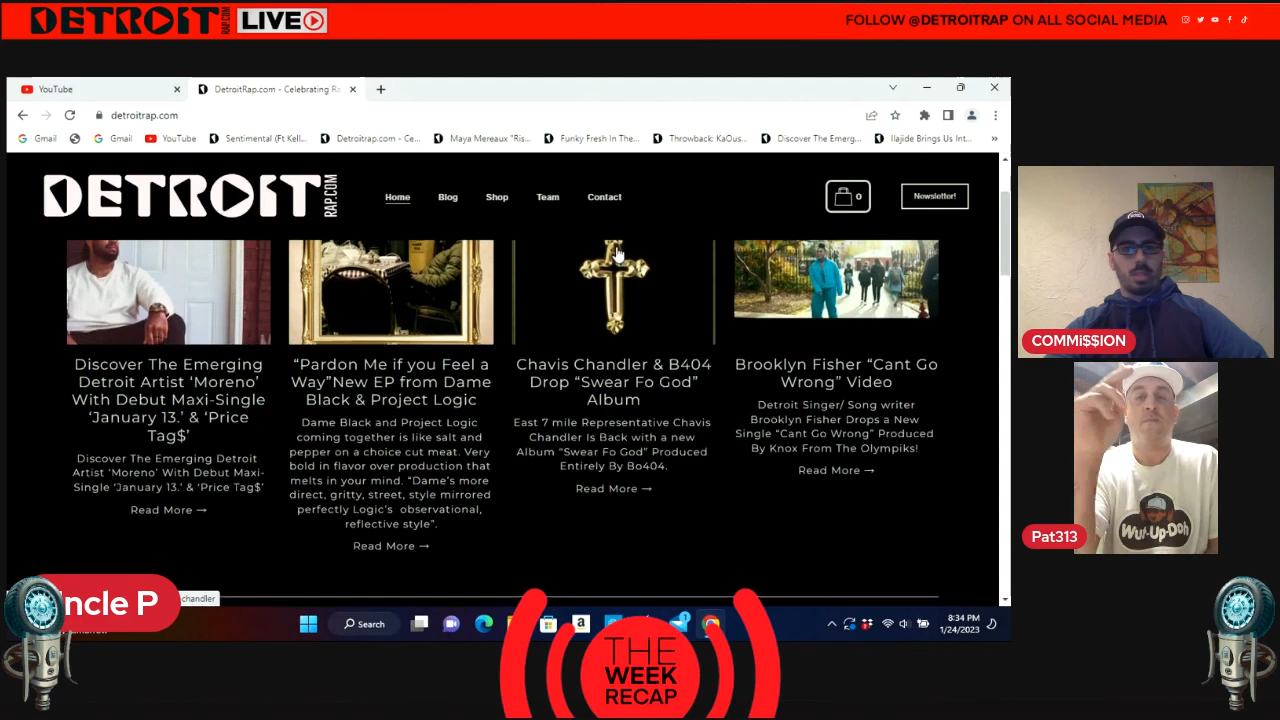 DETROIT RAP.COM LIVE
FOLLOW @DETROITRAP ON ALL SOCIAL MEDIA
YouTube
DetroitRap.com - Celebrating Ra
detroitrap.com
Gmail
Gmail
YouTube
Sentimental (Ft Kell...
Detroitrap.com - Ce...
Maya Mereaux "Ris...
Funky Fresh In The...
Throwback: KaOus...
Discover The Emerg...
Ilajide Brings Us Int...
»
DETROIT RAP.COM
Home
Blog
Shop
Team
Contact
0
Newsletter!
Discover The Emerging
Detroit Artist ‘Moreno’
With Debut Maxi-Single
‘January 13.’ & ‘Price
Tag$’
Discover The Emerging Detroit
Artist ‘Moreno’ With Debut Maxi-
Single ‘January 13.’ & ‘Price Tag$’
Read More →
“Pardon Me if you Feel a
Way”New EP from Dame
Black & Project Logic
Dame Black and Project Logic
coming together is like salt and
pepper on a choice cut meat. Very
bold in flavor over production that
melts in your mind. “Dame’s more
direct, gritty, street, style mirrored
perfectly Logic’s observational,
reflective style”.
Read More →
Chavis Chandler & B404
Drop “Swear Fo God”
Album
East 7 mile Representative Chavis
Chandler Is Back with a new
Album “Swear Fo God” Produced
Entirely By Bo404.
Read More →
Brooklyn Fisher “Cant Go
Wrong” Video
Detroit Singer/ Song writer
Brooklyn Fisher Drops a New
Single “Cant Go Wrong” Produced
By Knox From The Olympiks!
Read More →
COMMi$$ION
Wut-Up-Doh
Pat313
ncle P
chandler
Search
8:34 PM
1/24/2023
THE
WEEK
RECAP